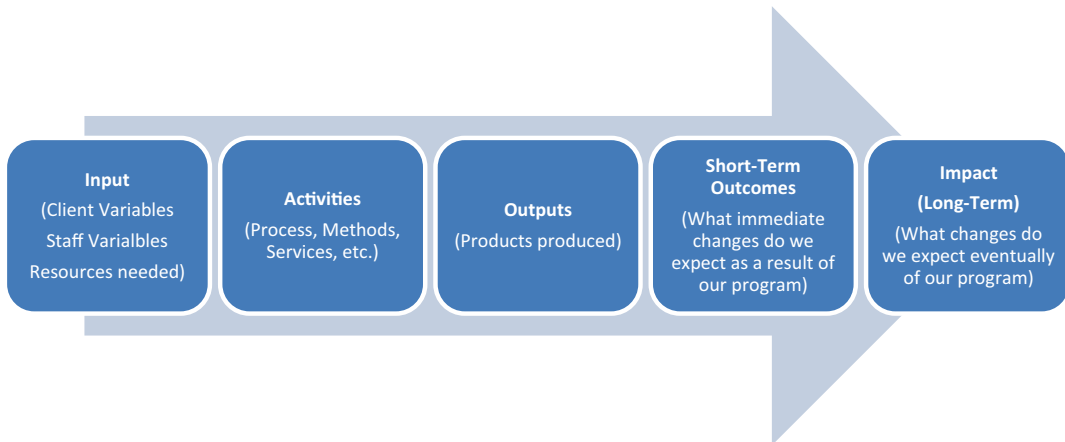 Input
(Client Variables
Staff Varialbles
Resources needed)
Activities
(Process, Methods,
Services, etc.)
Outputs
(Products produced)
Short-Term
Outcomes
(What immediate
changes do we
expect as a result of
our program)
Impact
(Long-Term)
(What changes do
we expect eventually
of our program)